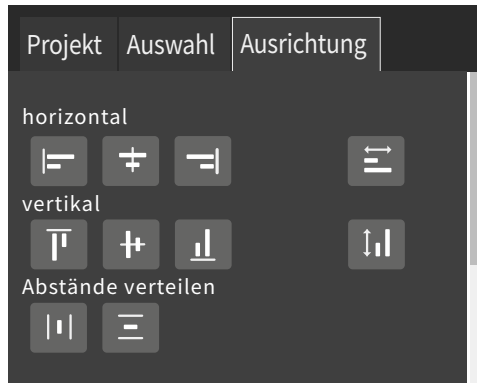 Projekt Auswahl Ausrichtung
horizontal
vertikal
Abstände verteilen